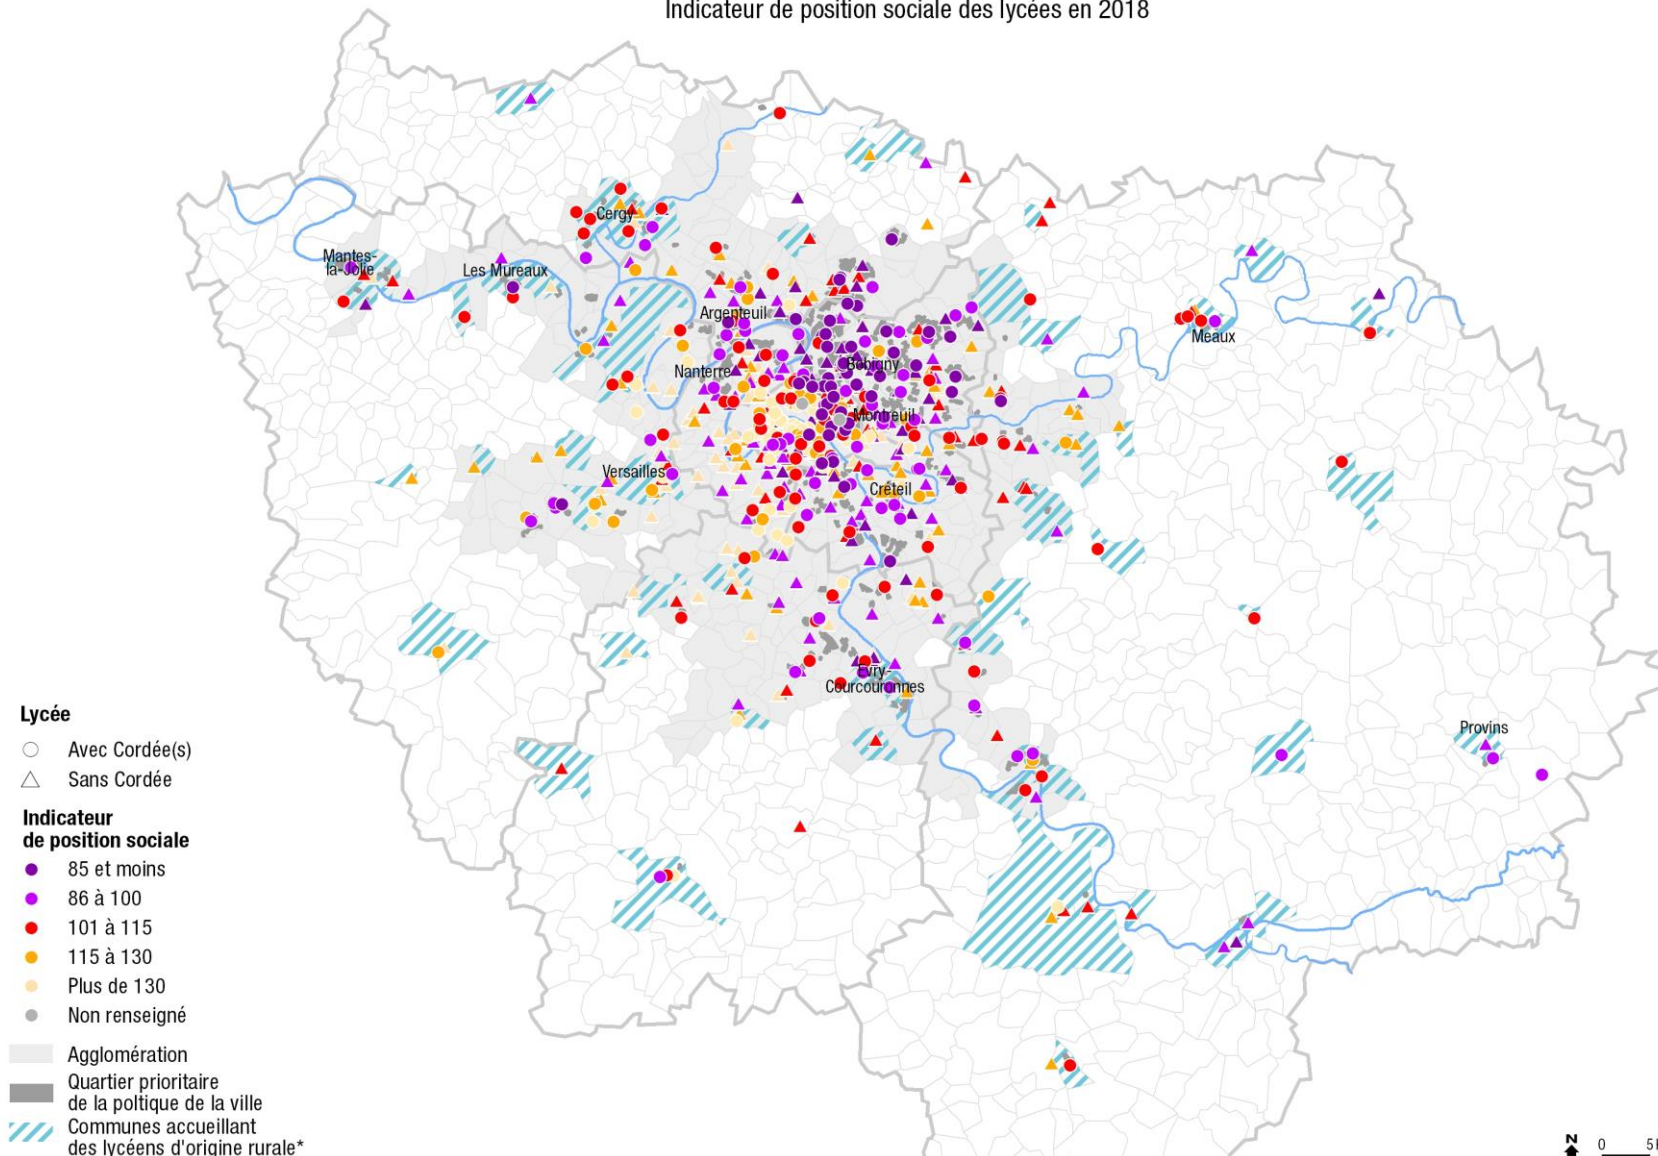 Indicateur de position sociale des lycées en 2018
Cergy
Mantes-
la-Jolie
Les Mureaux
Argenteuil
Meaux
Nanterre
Bobigny
Montreuil
Versailles
Créteil
Evry-
Courcouronnes
Provins
Lycée
Avec Cordée(s)
Sans Cordée
Indicateur
de position sociale
85 et moins
86 à 100
101 à 115
115 à 130
Plus de 130
Non renseigné
Agglomération
Quartier prioritaire
de la poltique de la ville
Communes accueillant
des lycéens d'origine rurale*
N
0 5